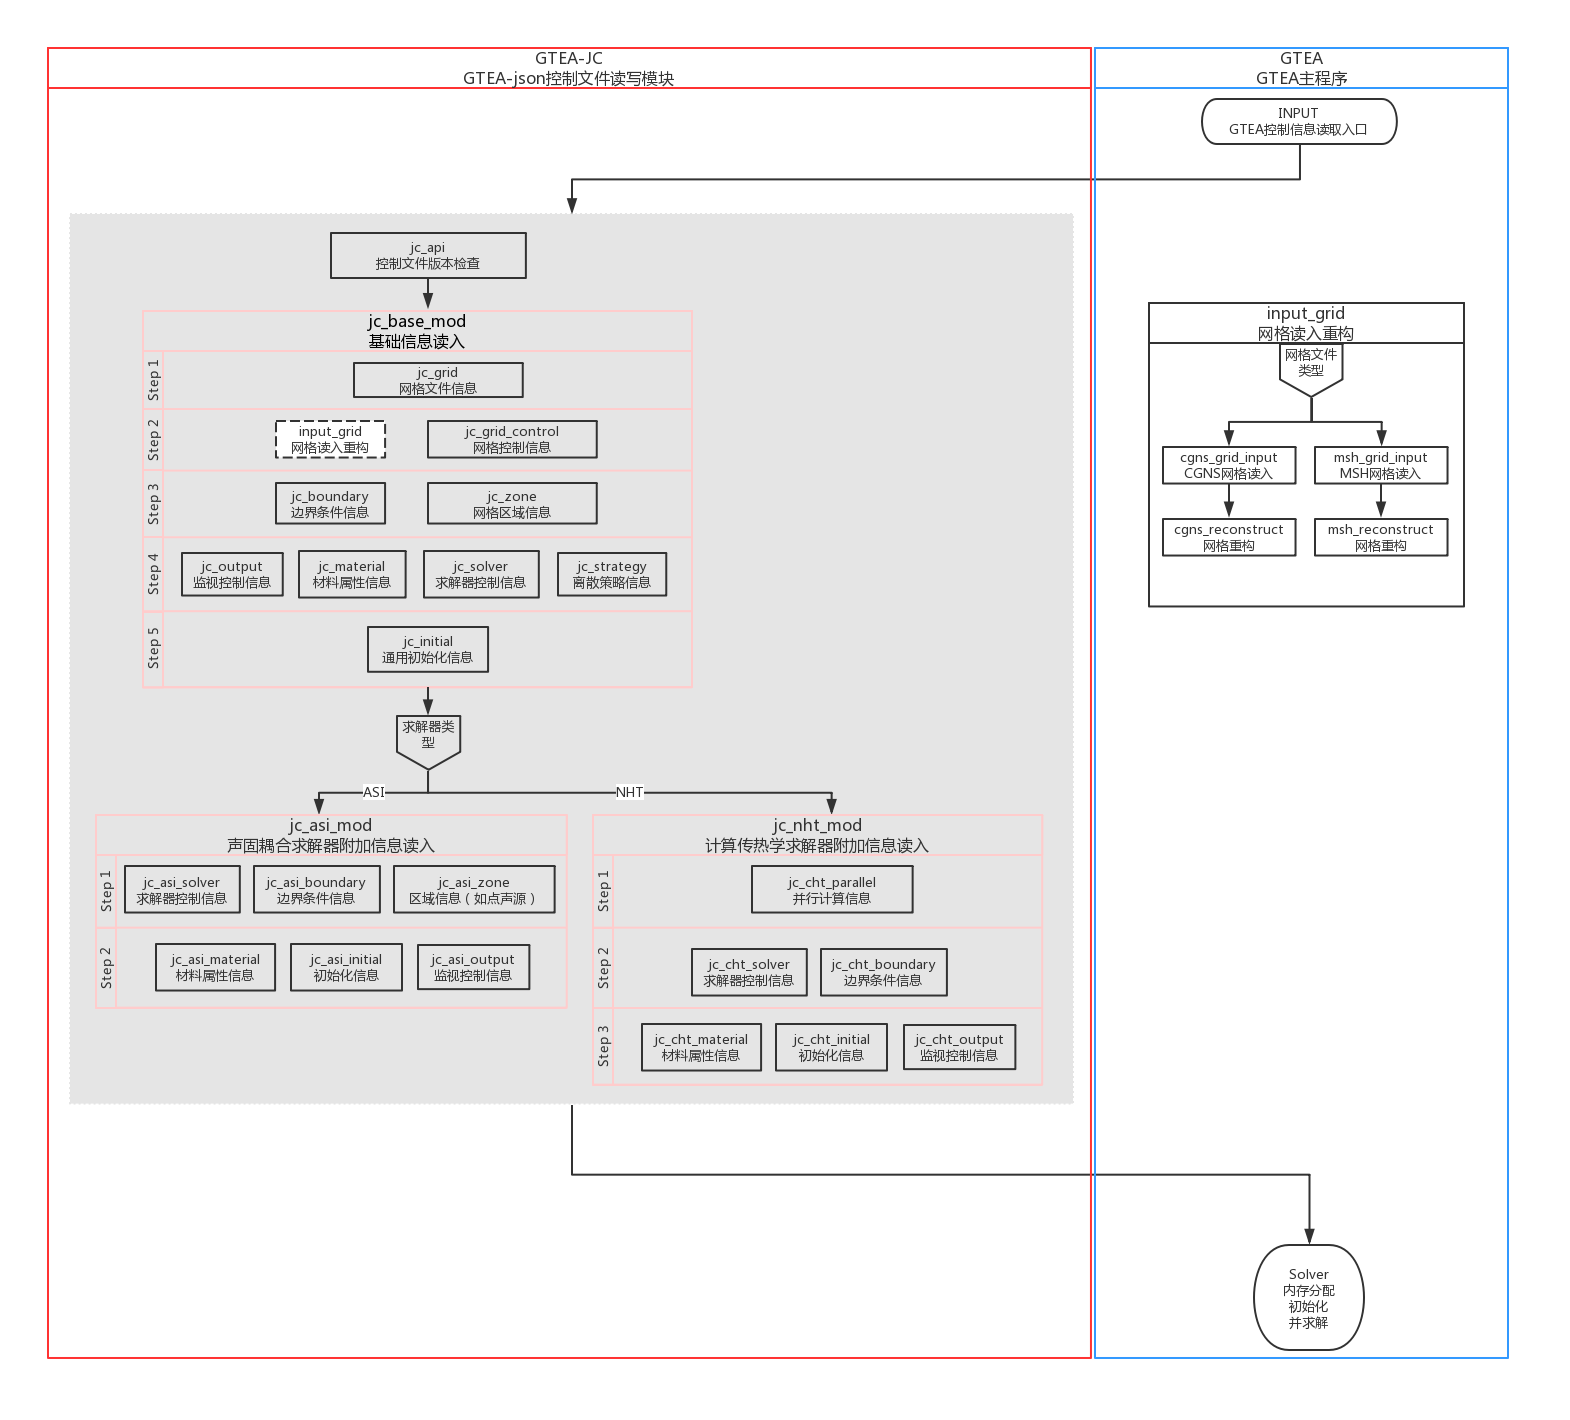 GTEA-JC
GTEA-json控制文件读写模块
GTEA
GTEA主程序
INPUT
GTEA控制信息读取入口
jc_api
控制文件版本检查
jc_base_mod
基础信息读入
Step 1
jc_grid
网格文件信息
Step 2
input_grid
网格读入重构
jc_grid_control
网格控制信息
Step 3
jc_boundary
边界条件信息
jc_zone
网格区域信息
Step 4
jc_output
监视控制信息
jc_material
材料属性信息
jc_solver
求解器控制信息
jc_strategy
离散策略信息
Step 5
jc_initial
通用初始化信息
求解器类
型
ASI
NHT
jc_asi_mod
声固耦合求解器附加信息读入
Step 1
jc_asi_solver
求解器控制信息
jc_asi_boundary
边界条件信息
jc_asi_zone
区域信息（如点声源）
Step 2
jc_asi_material
材料属性信息
jc_asi_initial
初始化信息
jc_asi_output
监视控制信息
jc_nht_mod
计算传热学求解器附加信息读入
Step 1
jc_cht_parallel
并行计算信息
Step 2
jc_cht_solver
求解器控制信息
jc_cht_boundary
边界条件信息
Step 3
jc_cht_material
材料属性信息
jc_cht_initial
初始化信息
jc_cht_output
监视控制信息
input_grid
网格读入重构
网格文件
类型
cgns_grid_input
CGNS网格读入
msh_grid_input
MSH网格读入
cgns_reconstruct
网格重构
msh_reconstruct
网格重构
Solver
内存分配
初始化
并求解